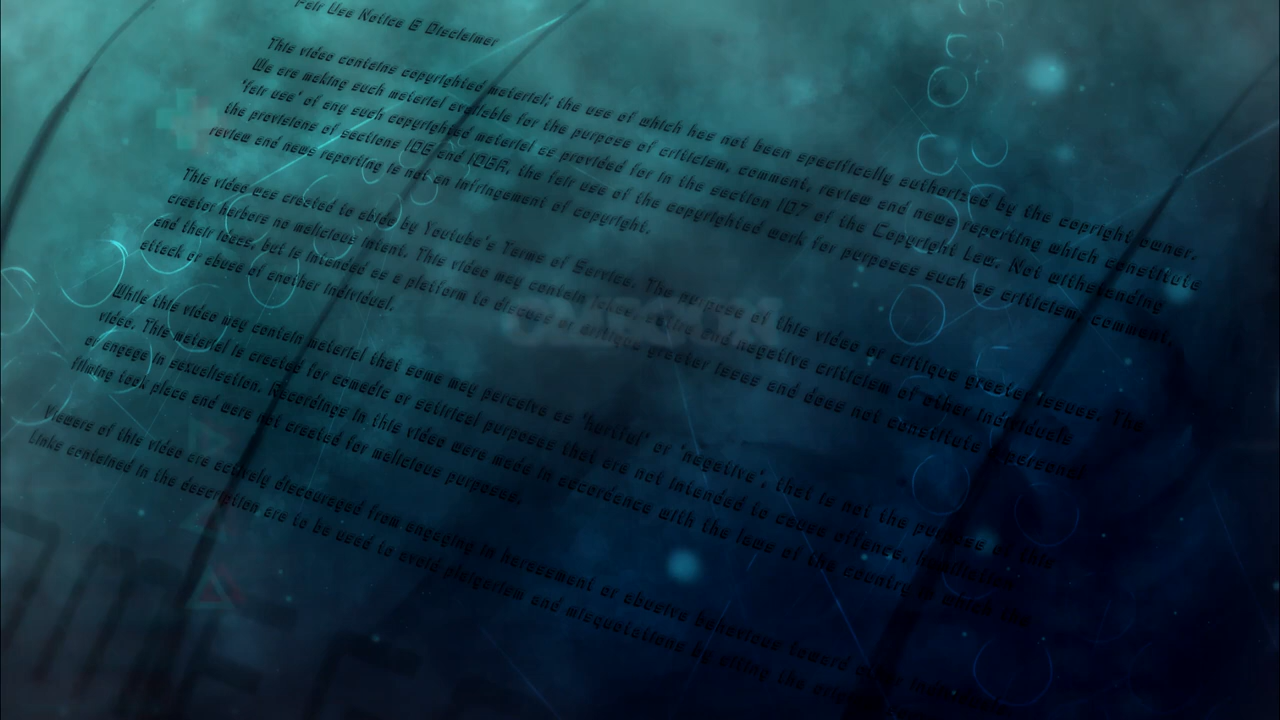 Fair Use Notice & Disclaimer
This video contains copyrighted material; the use of which has not been specifically authorized by the copright owner.
We are making such material available for the purpose of criticism, comment, review and news reporting which constitute
'fair use' of any such copyrighted material as provided for in the section 107 of the Copyright Law. Not withstanding
the provisions of sections 106 and 106A, the fair use of the copyrighted work for purposes such as criticism, comment,
review and news reporting is not an infringement of copyright.
This video was created to abide by Youtube's Terms of Service. The purpose of this video or critique greater issues. The
creator harbors no malicious intent. This video may contain negative criticism of other individuals
and their ideas, but is intended as a platform to discuss or critique greater ises and does not constitute a personal
attack or abuse of another individual.
While this video may contain material that some may perceive as 'hurtful' or 'negative', that is not the purpose of this
video. This material is created for comedic or satirical purposes that are not intended to cause offence,
or engage in sexualisation. Recordings in this video were made in accordance with the laws of the country in which the
filming took place and were not created for malicious purposes.
Viewers of this video are actively discouraged from engaging in harassment or abusive behaviour toward
Links contained in the description are to be used to avoid plaigarism and misquotations by citing the